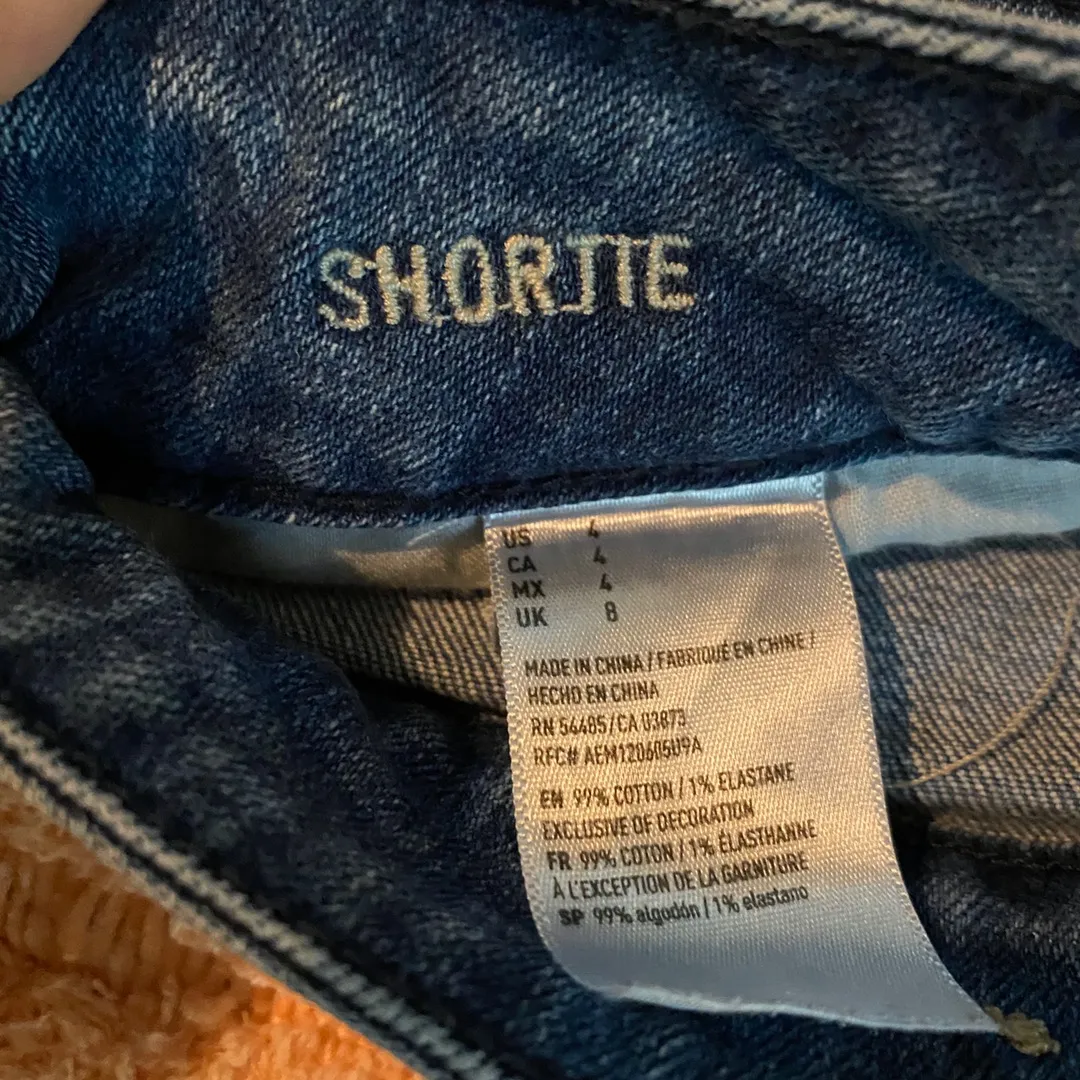 SHORTIE
US 4
CA 4
MX 4
UK 8
MADE IN CHINA / FABRIQUÉ EN CHINE /
HECHO EN CHINA
RN 54485/CA 03873
RFC# AEM120605U9A
EN 99% COTTON / 1% ELASTANE
EXCLUSIVE OF DECORATION
FR 99% COTON / 1% ÉLASTHANNE
À L'EXCEPTION DE LA GARNITURE
SP 99% algodón / 1% elastano